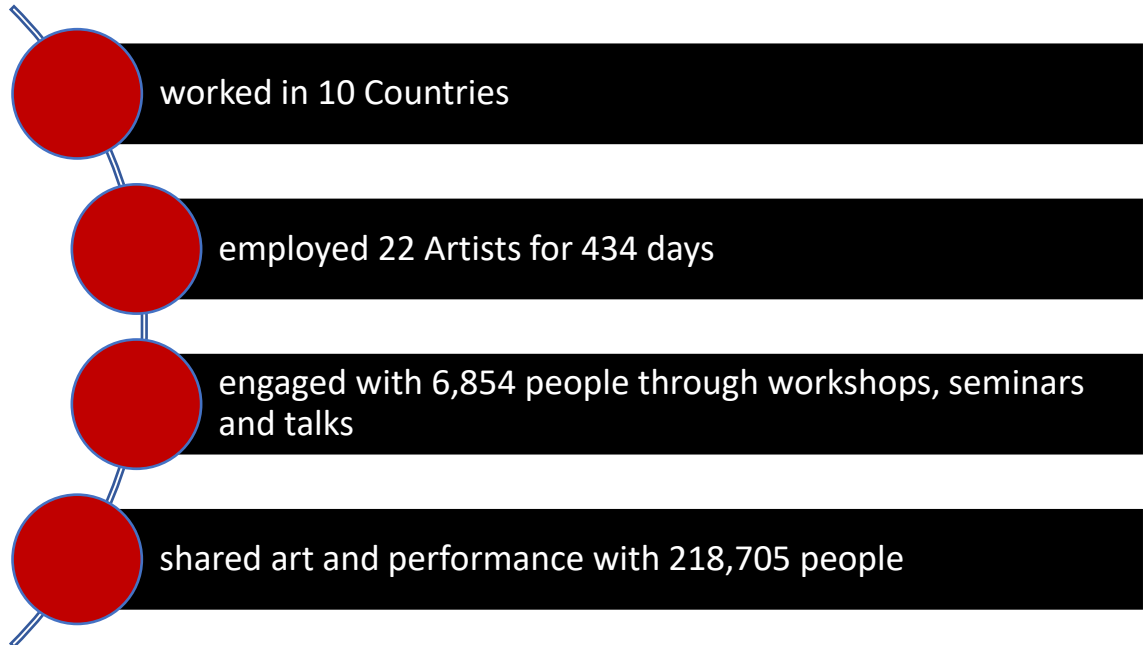 worked in 10 Countries
employed 22 Artists for 434 days
engaged with 6,854 people through workshops, seminars
and talks
shared art and performance with 218,705 people